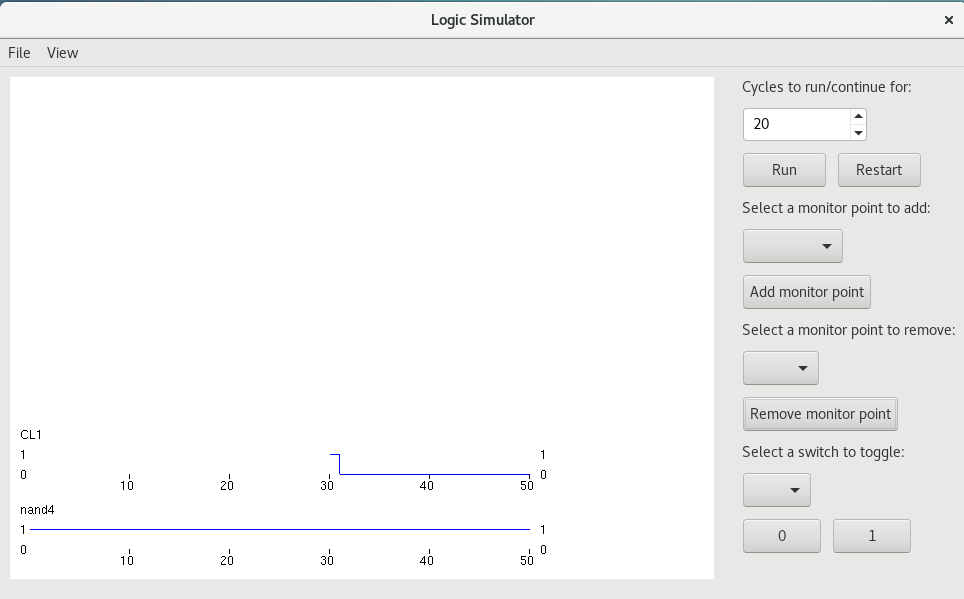 Logic Simulator
File View
Cycles to run/continue for:
20
Run Restart
Select a monitor point to add:
Add monitor point
Select a monitor point to remove:
Remove monitor point
Select a switch to toggle:
0 1
CL1
1 1
0 0
10 20 30 40 50
nand4
1 1
0 0
10 20 30 40 50